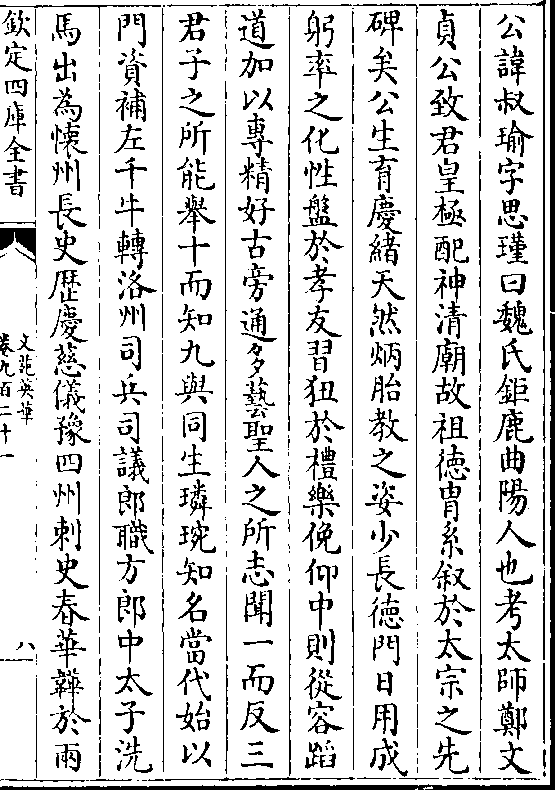 公諱叔瑜字思瑾曰魏氏鉅鹿曲陽人也考太師鄭文
貞公致君皇極配神清廟故祖徳胄系叙於太宗之先
碑矣公生育慶緒天然炳胎教之姿少長徳門日用成
躬率之化性盤於孝友習狃於禮樂俛仰中則從容蹈
道加以専精好古旁通多藝聖人之所志聞一而反三
君子之所能舉十而知九與同生璘琬知名當代始以
門資補左千牛轉洛州司兵司議郎職方郎中太子洗
馬出為懐州長史歴慶慈儀豫四州刺史春華韡於兩
欽定四庫全書
文苑英華
卷九百二十一
八